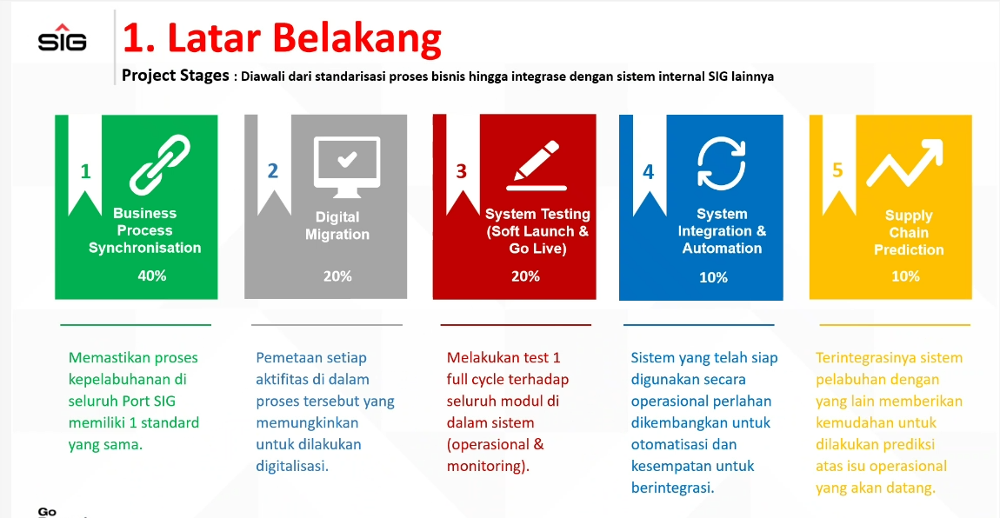 SIG
1. Latar Belakang
Project Stages : Diawali dari standarisasi proses bisnis hingga integrase dengan sistem internal SIG lainnya
1
Business
Process
Synchronisation
40%
2
Digital
Migration
20%
3
System Testing
(Soft Launch &
Go Live)
20%
4
System
Integration &
Automation
10%
5
Supply
Chain
Prediction
10%
Memastikan proses
kepelabuhanan di
seluruh Port SIG
memiliki 1 standard
yang sama.
Pemetaan setiap
aktifitas di dalam
proses tersebut yang
memungkinkan
untuk dilakukan
digitalisasi.
Melakukan test 1
full cycle terhadap
seluruh modul di
dalam sistem
(operasional &
monitoring).
Sistem yang telah siap
digunakan secara
operasional perlahan
dikembangkan untuk
otomatisasi dan
kesempatan untuk
berintegrasi.
Terintegrasinya sistem
pelabuhan dengan
yang lain memberikan
kemudahan untuk
dilakukan prediksi
atas isu operasional
yang akan datang.
Go